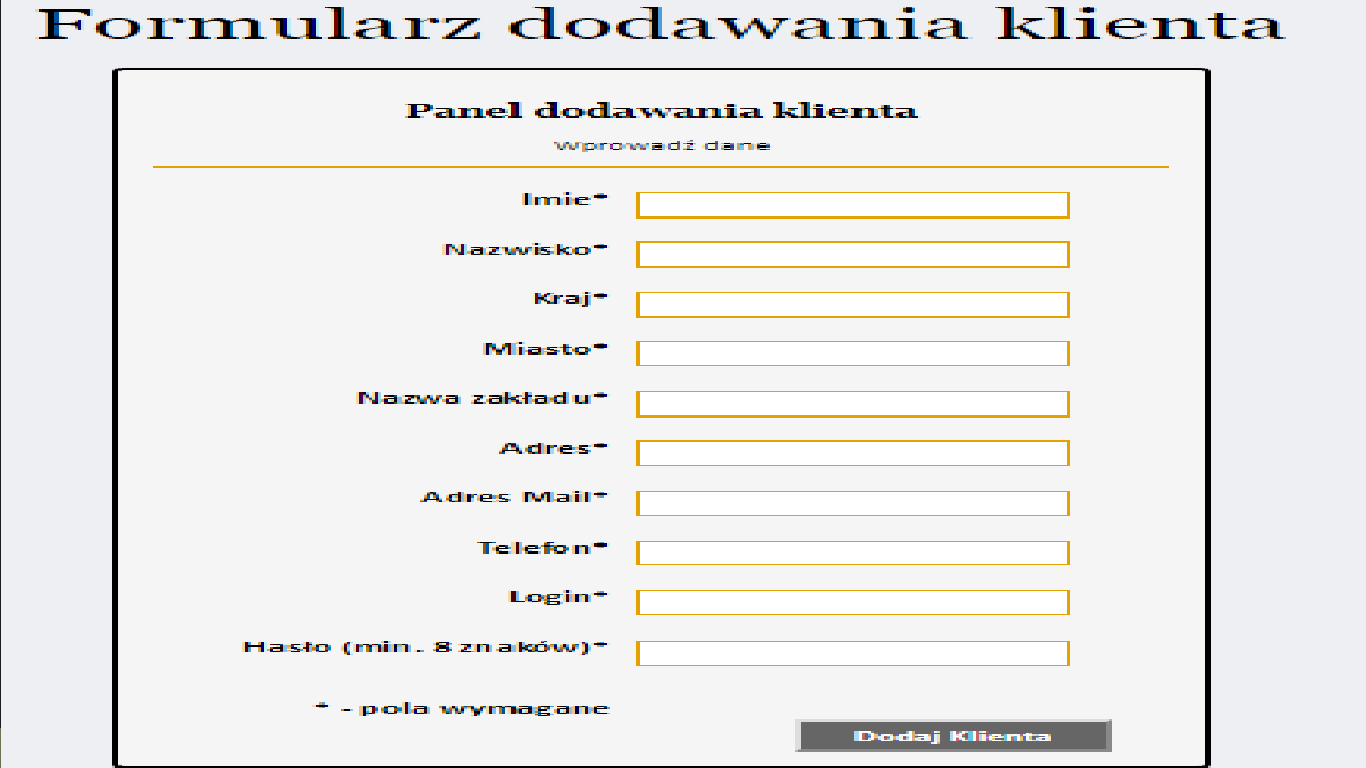 Formularz dodawania klienta
Panel dodawania klienta
Wprowadź dane
Imie*
Nazwisko*
Kraj*
Miasto*
Nazwa zakładu*
Adres*
Adres Mail*
Telefon*
Login*
Hasło (min. 8 znaków)*
* - pola wymagane
Dodaj Klienta